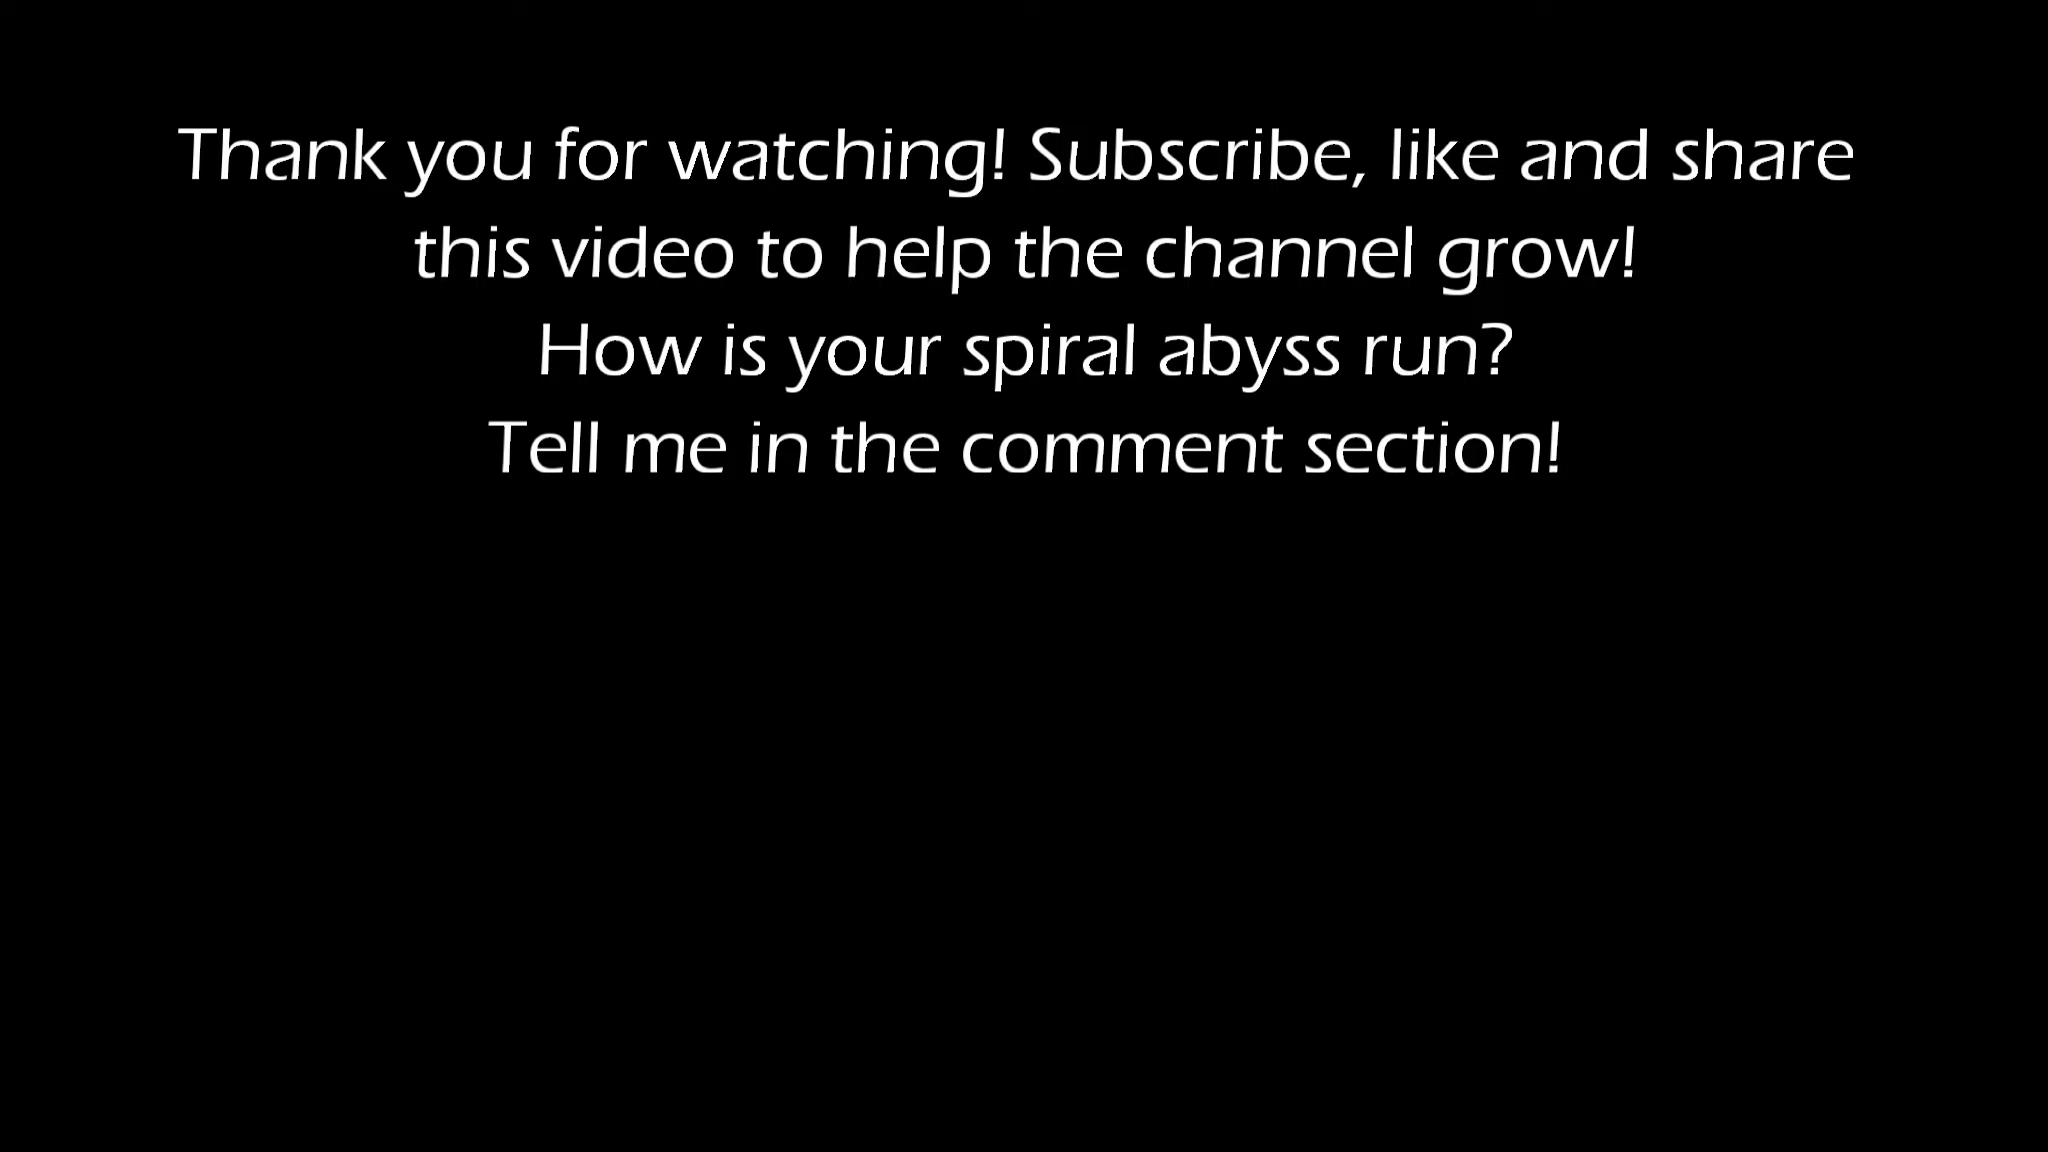 Thank you for watching! Subscribe, like and share
this video to help the channel grow!
How is your spiral abyss run?
Tell me in the comment section!